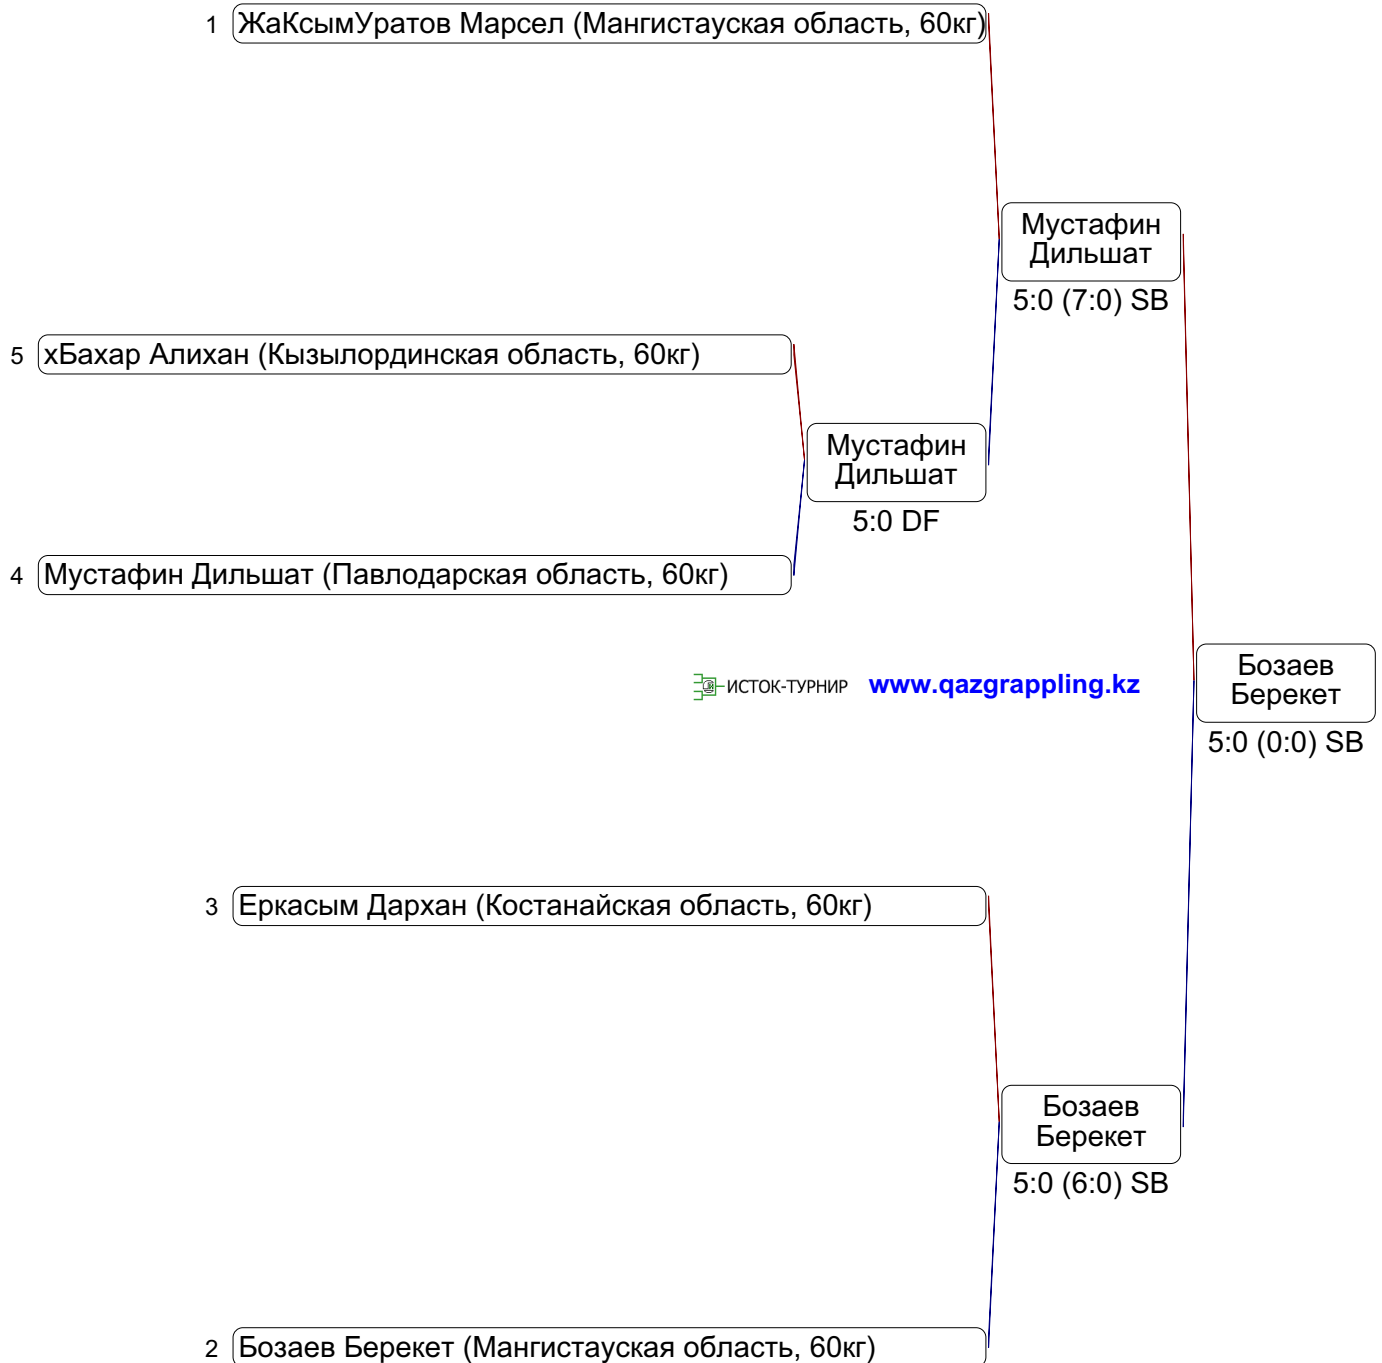 1 ЖаКсымУратов Марсел (Мангистауская область, 60кг)
Мустафин
Дильшат
5:0 (7:0) SB
5 хБахар Алихан (Кызылординская область, 60кг)
Мустафин
Дильшат
5:0 DF
4 Мустафин Дильшат (Павлодарская область, 60кг)
ИСТОК-ТУРНИР www.qazgrappling.kz
Бозаев
Берекет
5:0 (0:0) SB
3 Еркасым Дархан (Костанайская область, 60кг)
Бозаев
Берекет
5:0 (6:0) SB
2 Бозаев Берекет (Мангистауская область, 60кг)